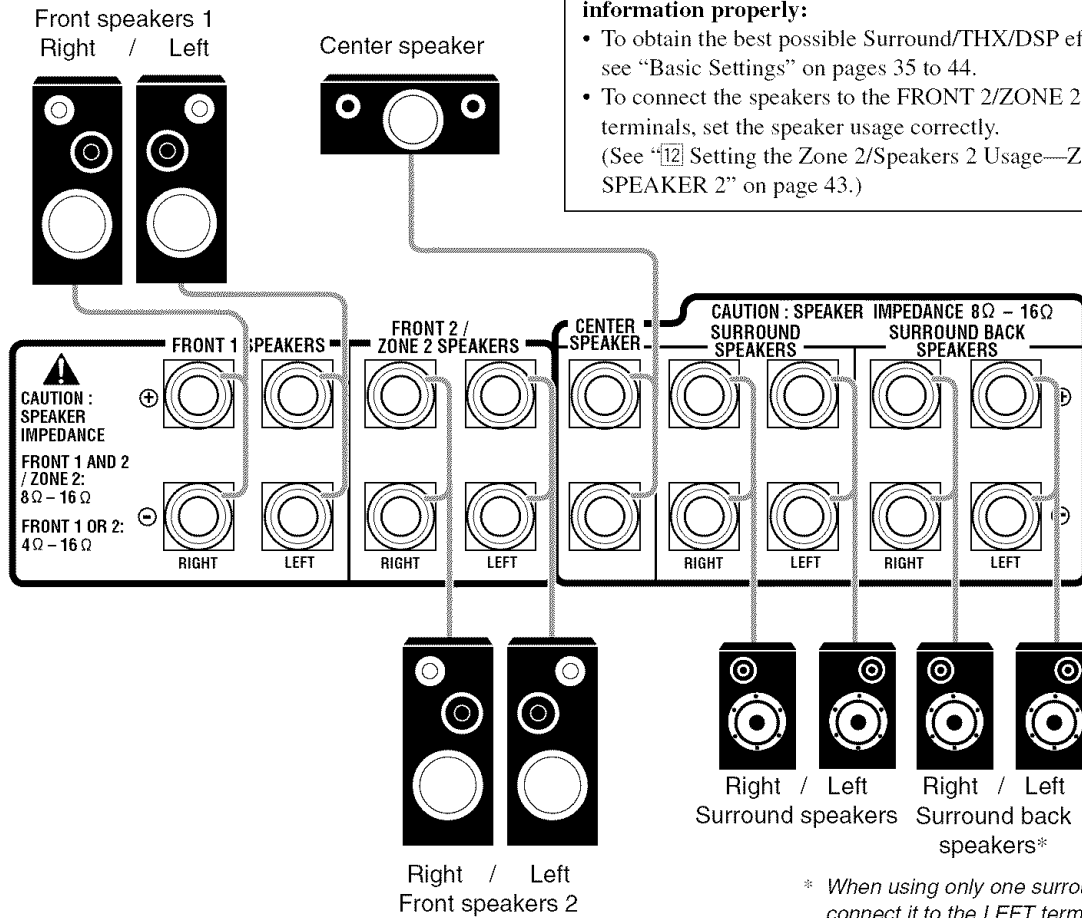 Front speakers 1
Right / Left
Center speaker
information properly:
• To obtain the best possible Surround/THX/DSP
see “Basic Settings” on pages 35 to 44.
• To connect the speakers to the FRONT 2/ZONE 2
terminals, set the speaker usage correctly.
(See “12 Setting the Zone 2/Speakers 2 Usage—
SPEAKER 2” on page 43.)
CAUTION : SPEAKER IMPEDANCE 8Ω – 16Ω
FRONT 1 SPEAKERS
FRONT 2 /
ZONE 2 SPEAKERS
CENTER
SPEAKER
SURROUND
SPEAKERS
SURROUND BACK
SPEAKERS
CAUTION :
SPEAKER
IMPEDANCE
FRONT 1 AND 2
/ ZONE 2:
8Ω – 16 Ω
FRONT 1 OR 2:
4Ω – 16 Ω
+
+
–
–
RIGHT LEFT RIGHT LEFT RIGHT LEFT RIGHT LEFT
Right / Left
Surround speakers
Right / Left
Surround back
speakers*
Right / Left
Front speakers 2
* When using only one
connect it to the LEFT